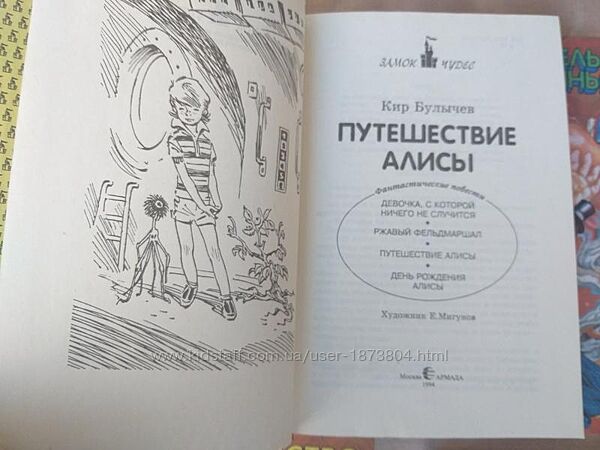 ЗАМОК ЧУДЕС
Кир Булычев
ПУТЕШЕСТВИЕ
АЛИСЫ
Фантастические повести
ДЕВОЧКА, С КОТОРОЙ
НИЧЕГО НЕ СЛУЧИТСЯ
•
РЖАВЫЙ ФЕЛЬДМАРШАЛ
•
ПУТЕШЕСТВИЕ АЛИСЫ
•
ДЕНЬ РОЖДЕНИЯ
АЛИСЫ
Художник Е.Мигунов
Москва АРМАДА
1994
www.kidstaff.com.ua/user-1873804.html